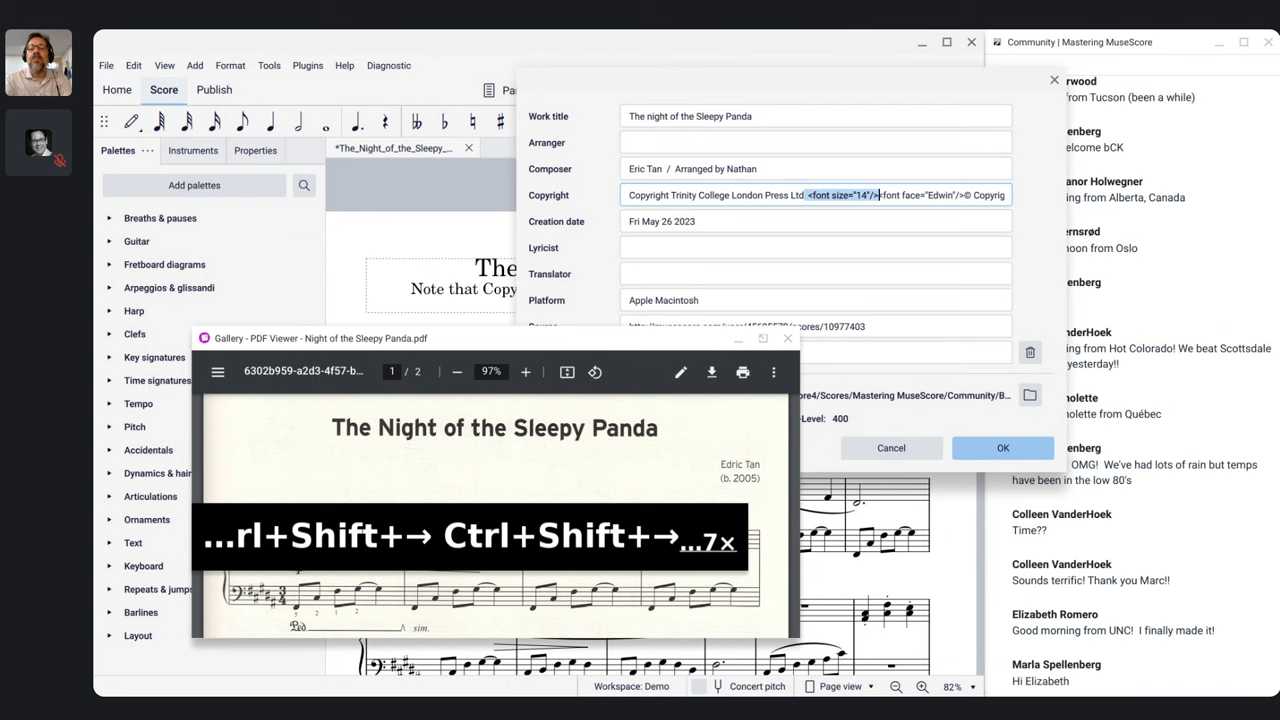 Community | Mastering MuseScore
File Edit View Add Format Tools Plugins Help Diagnostic
Home Score Publish
Palettes ··· Instruments Properties
*The_Night_of_the_Sleepy_...
Add palettes
Breaths & pauses
Guitar
Fretboard diagrams
Arpeggios & glissandi
Harp
Clefs
Key signatures
Time signatures
Tempo
Pitch
Accidentals
Dynamics & hair
Articulations
Ornaments
Text
Keyboard
Repeats & jumps
Barlines
Layout
The
Note that Copy
Work title The night of the Sleepy Panda
Arranger
Composer Eric Tan / Arranged by Nathan
Copyright Copyright Trinity College London Press Ltd <font size="14"/><font face="Edwin"/>© Copyrig
Creation date Fri May 26 2023
Lyricist
Translator
Platform Apple Macintosh
ore4/Scores/Mastering MuseScore/Community/B...
-Level: 400
Cancel OK
Gallery - PDF Viewer - Night of the Sleepy Panda.pdf
6302b959-a2d3-4f57-b... 1 / 2 97%
The Night of the Sleepy Panda
Edric Tan
(b. 2005)
...rl+Shift+→ Ctrl+Shift+→...7×
sim.
Workspace: Demo Concert pitch Page view 82%
rwood
from Tucson (been a while)
enberg
elcome bCK
anor Holwegner
ing from Alberta, Canada
ernsrød
noon from Oslo
enberg
nderHoek
ing from Hot Colorado! We beat Scottsdale
yesterday!!
holette
holette from Québec
enberg
OMG! We've had lots of rain but temps
have been in the low 80's
Colleen VanderHoek
Time??
Colleen VanderHoek
Sounds terrific! Thank you Marc!!
Elizabeth Romero
Good morning from UNC! I finally made it!
Marla Spellenberg
Hi Elizabeth